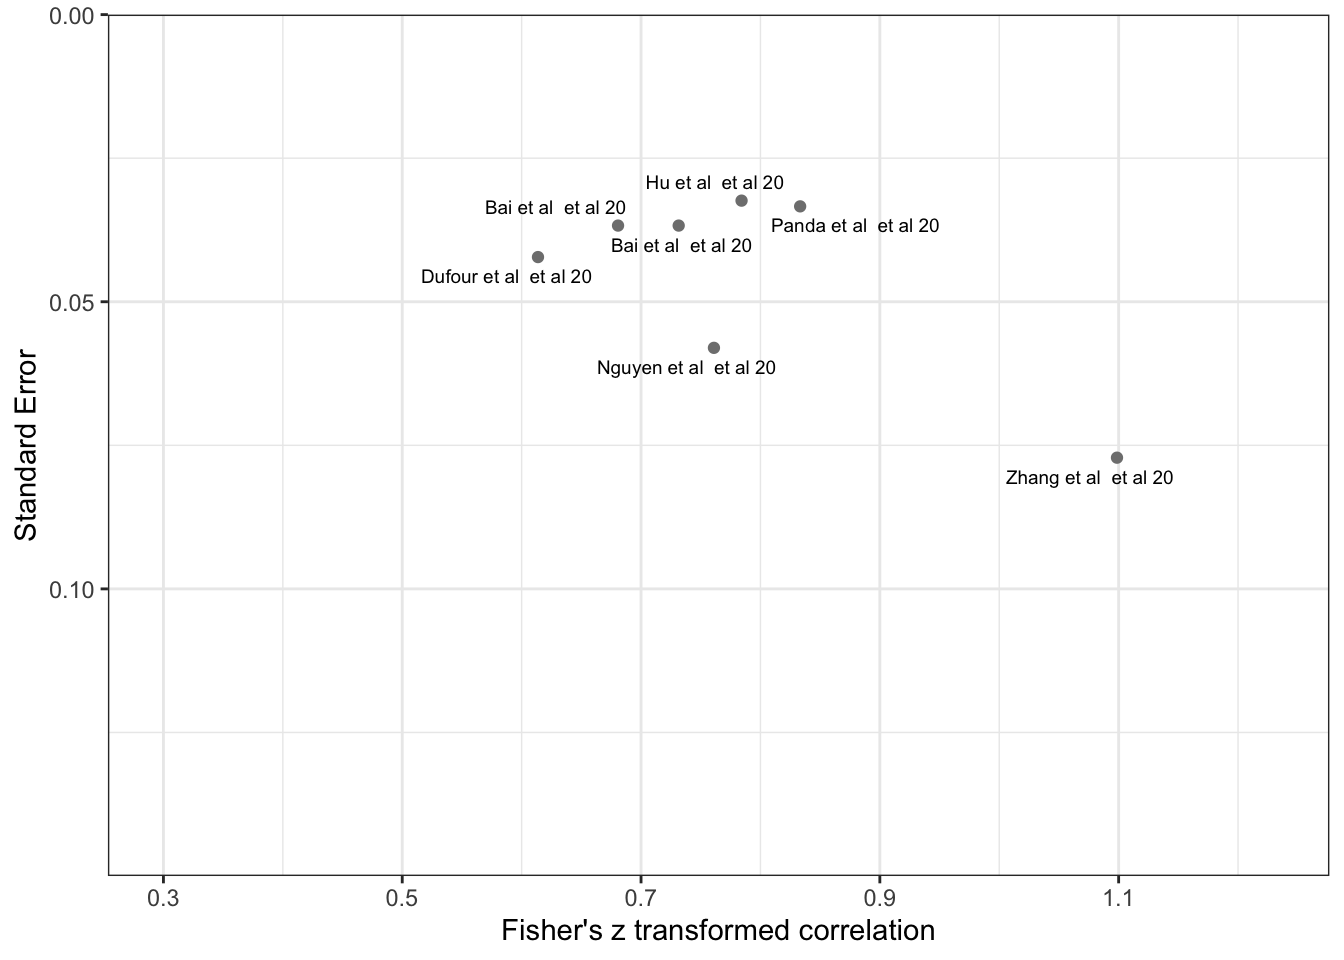 0.00
Hu et al  et al 20
Bai et al  et al 20
Panda et al  et al 20
Bai et al  et al 20
Dufour et al  et al 20
0.05
Nguyen et al  et al 20
Zhang et al  et al 20
0.10
Standard Error
0.3 0.5 0.7 0.9 1.1
Fisher's z transformed correlation